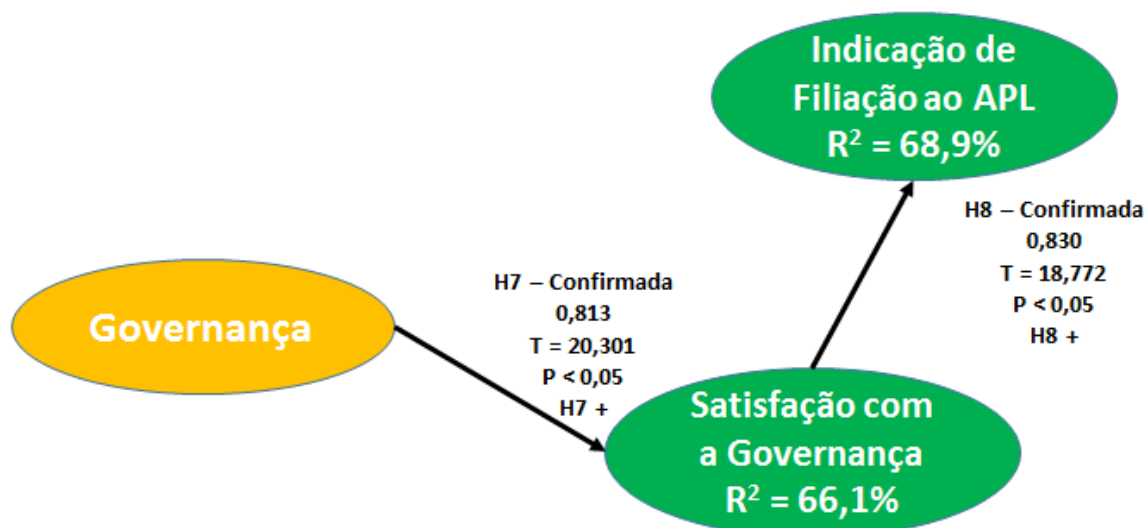 Indicação de
Filiação ao APL
R² = 68,9%
H8 – Confirmada
0,830
T = 18,772
P < 0,05
H8 +
H7 – Confirmada
0,813
T = 20,301
P < 0,05
H7 +
Governança
Satisfação com
a Governança
R² = 66,1%